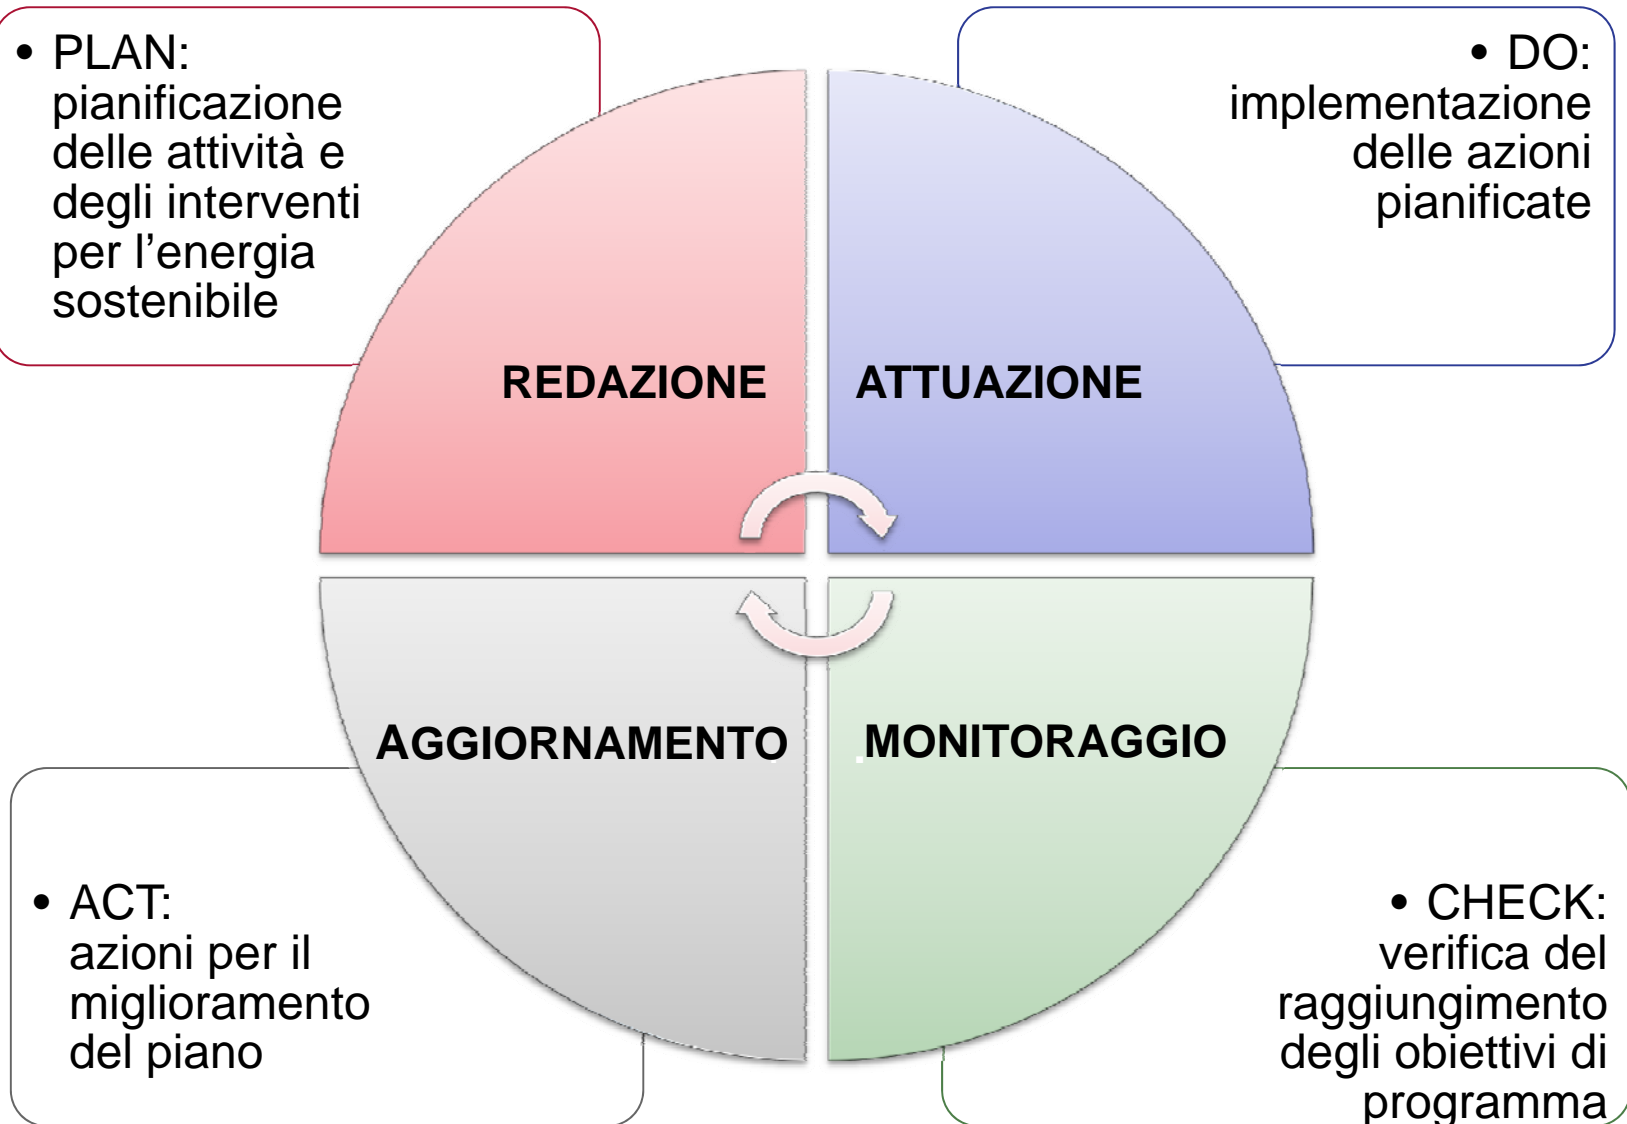 • PLAN:
pianificazione
delle attività e
degli interventi
per l’energia
sostenibile
• DO:
implementazione
delle azioni
pianificate
REDAZIONE
ATTUAZIONE
AGGIORNAMENTO
MONITORAGGIO
• ACT:
azioni per il
miglioramento
del piano
• CHECK:
verifica del
raggiungimento
degli obiettivi di
programma